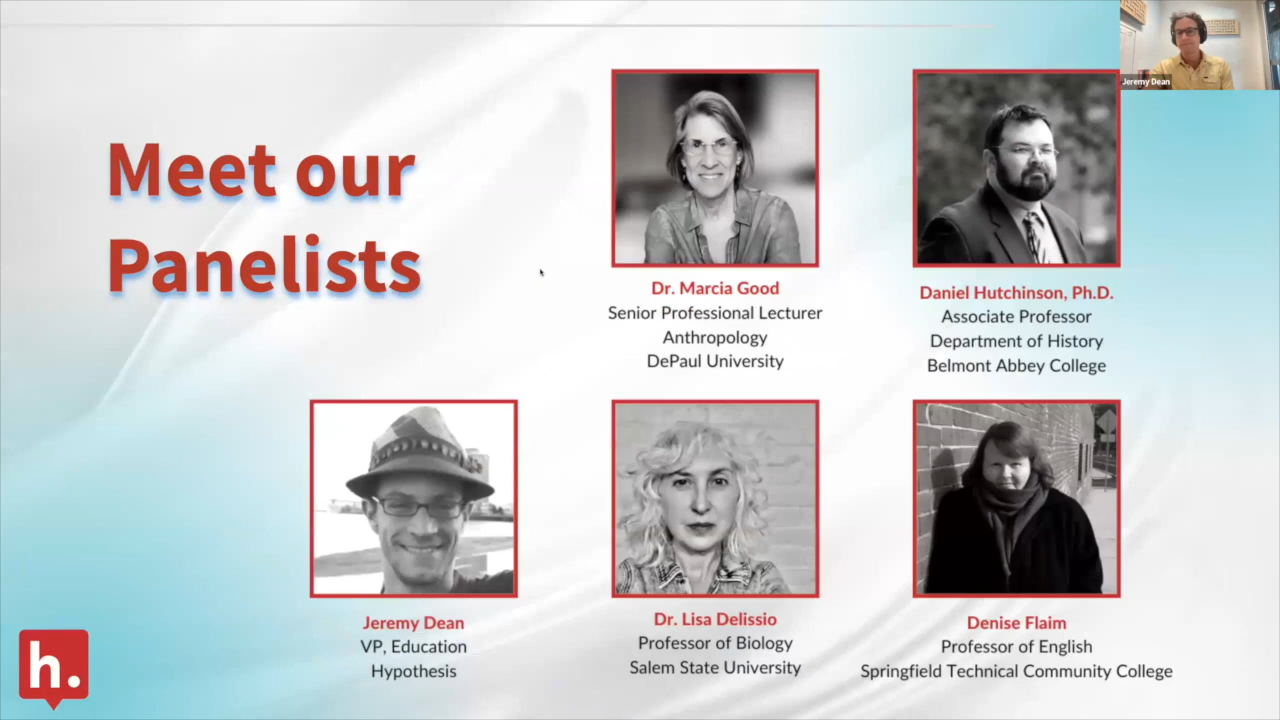 Meet our
Panelists
Jeremy Dean
Dr. Marcia Good
Senior Professional Lecturer
Anthropology
DePaul University
Daniel Hutchinson, Ph.D.
Associate Professor
Department of History
Belmont Abbey College
Jeremy Dean
VP, Education
Hypothesis
Dr. Lisa Delissio
Professor of Biology
Salem State University
Denise Flaim
Professor of English
Springfield Technical Community College
h.